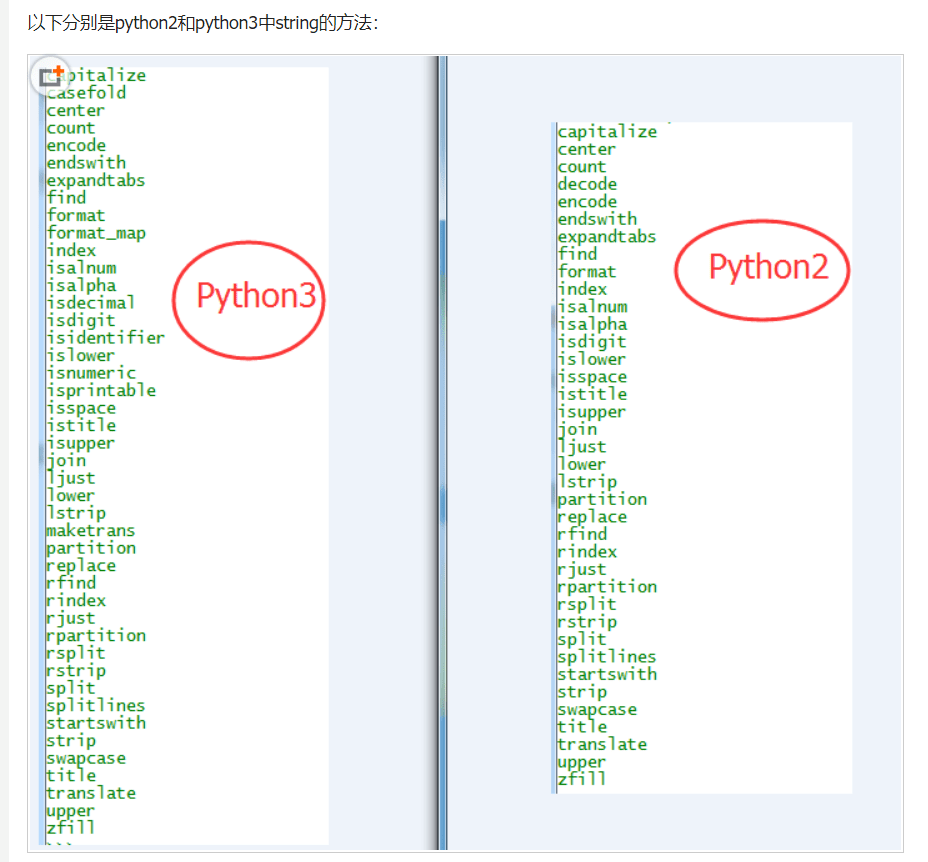 以下分别是python2和python3中string的方法：
capitalize
casefold
center
count
encode
endswith
expandtabs
find
format
format_map
index
isalnum
isalpha
isdecimal
isdigit
isidentifier
islower
isnumeric
isprintable
isspace
istitle
isupper
join
ljust
lower
lstrip
maketrans
partition
replace
rfind
rindex
rjust
rpartition
rsplit
rstrip
split
splitlines
startswith
strip
swapcase
title
translate
upper
zfill
Python3
capitalize
center
count
decode
encode
endswith
expandtabs
find
format
index
isalnum
isalpha
isdigit
islower
isspace
istitle
isupper
join
ljust
lower
lstrip
partition
replace
rfind
rindex
rjust
rpartition
rsplit
rstrip
split
splitlines
startswith
strip
swapcase
title
translate
upper
zfill
Python2